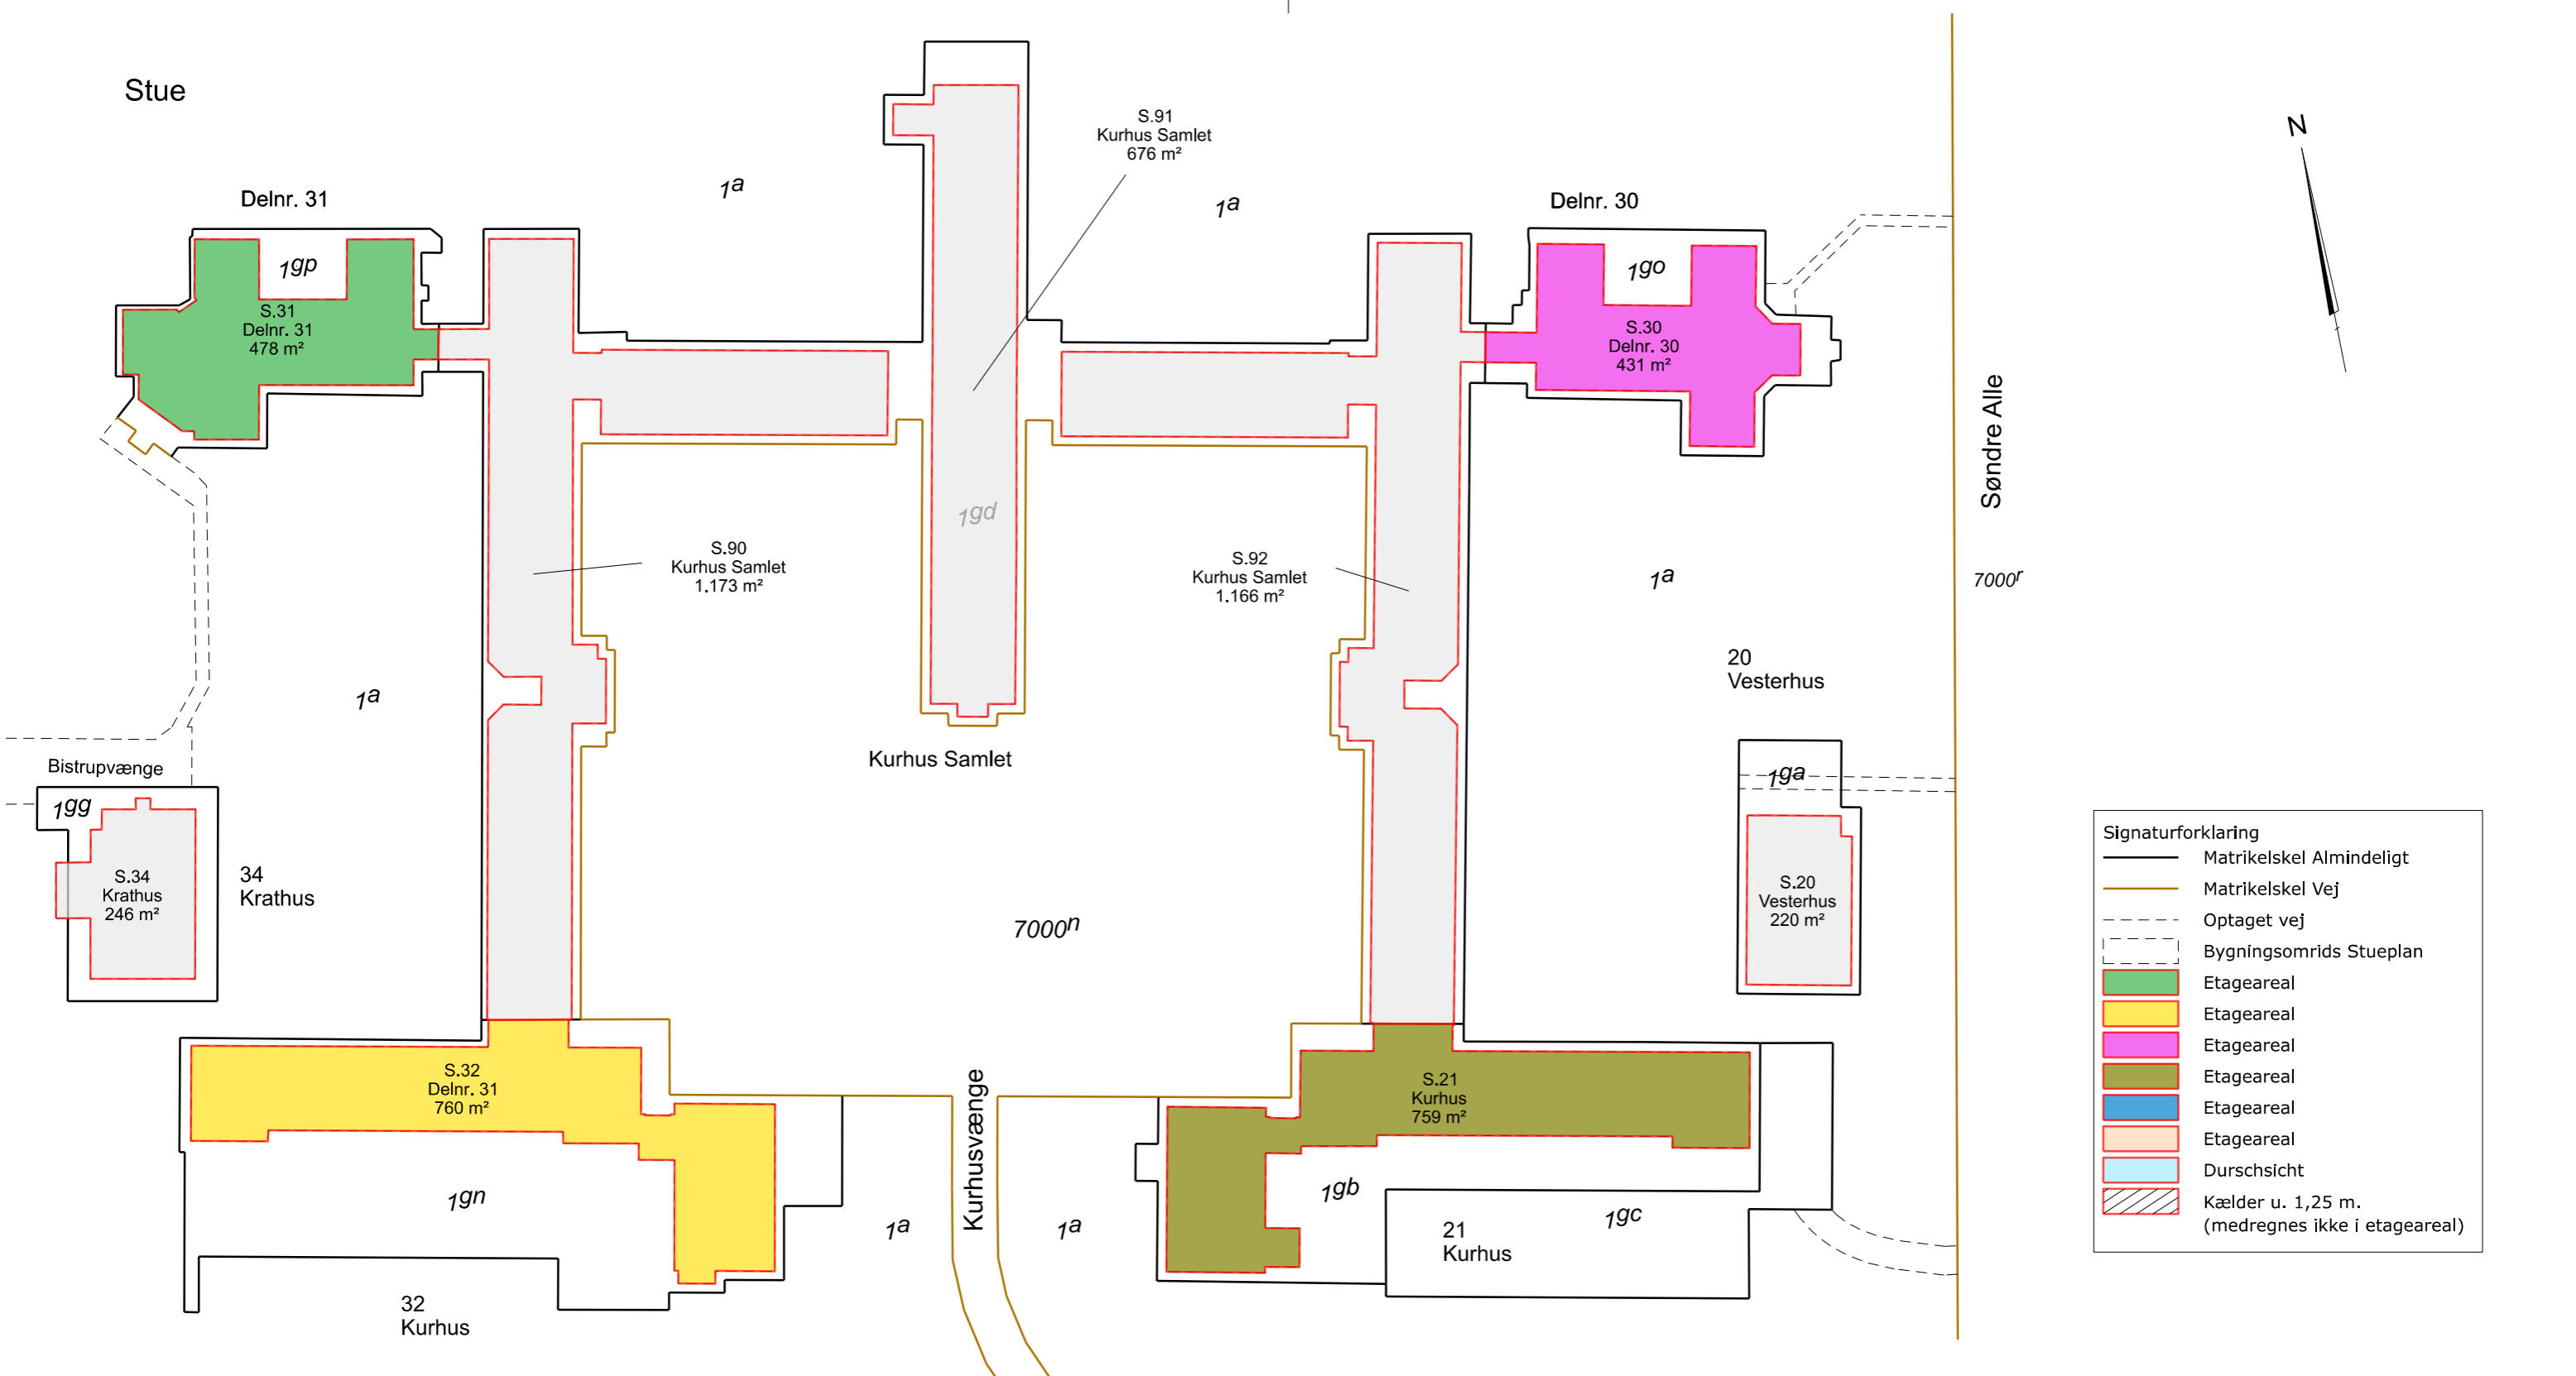 Stue
N
S.91
Kurhus Samlet
676 m²
1a
1a
Delnr. 31
Delnr. 30
1gp
S.31
Delnr. 31
478 m²
1go
S.30
Delnr. 30
431 m²
Søndre Alle
1gd
S.90
Kurhus Samlet
1.173 m²
S.92
Kurhus Samlet
1.166 m²
1a
7000r
1a
20
Vesterhus
Kurhus Samlet
Bistrupvænge
1gg
1ga
S.34
Krathus
246 m²
34
Krathus
S.20
Vesterhus
220 m²
7000n
S.32
Delnr. 31
760 m²
Kurhusvænge
S.21
Kurhus
759 m²
1gn
1a
1a
1gb
1gc
21
Kurhus
32
Kurhus
Signaturforklaring
Matrikelskel Almindeligt
Matrikelskel Vej
Optaget vej
Bygningsomrids Stueplan
Etageareal
Etageareal
Etageareal
Etageareal
Etageareal
Etageareal
Durschsicht
Kælder u. 1,25 m.
(medregnes ikke i etageareal)